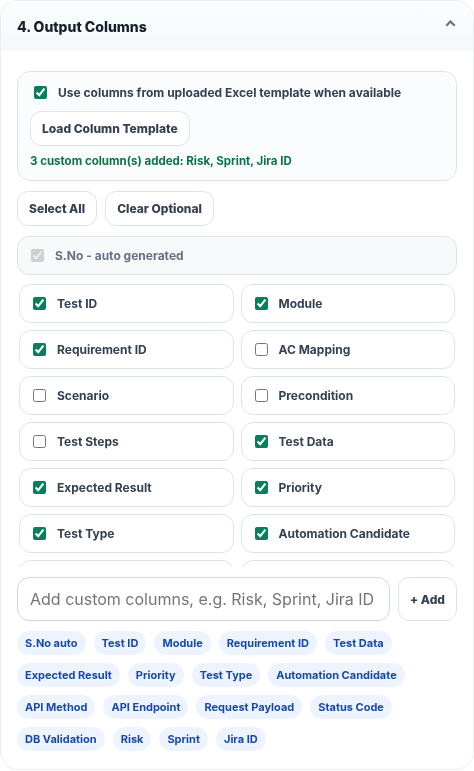 4. Output Columns
Use columns from uploaded Excel template when available
Load Column Template
3 custom column(s) added: Risk, Sprint, Jira ID
Select All
Clear Optional
S.No - auto generated
Test ID
Module
Requirement ID
AC Mapping
Scenario
Precondition
Test Steps
Test Data
Expected Result
Priority
Test Type
Automation Candidate
Add custom columns, e.g. Risk, Sprint, Jira ID
+ Add
S.No auto
Test ID
Module
Requirement ID
Test Data
Expected Result
Priority
Test Type
Automation Candidate
API Method
API Endpoint
Request Payload
Status Code
DB Validation
Risk
Sprint
Jira ID